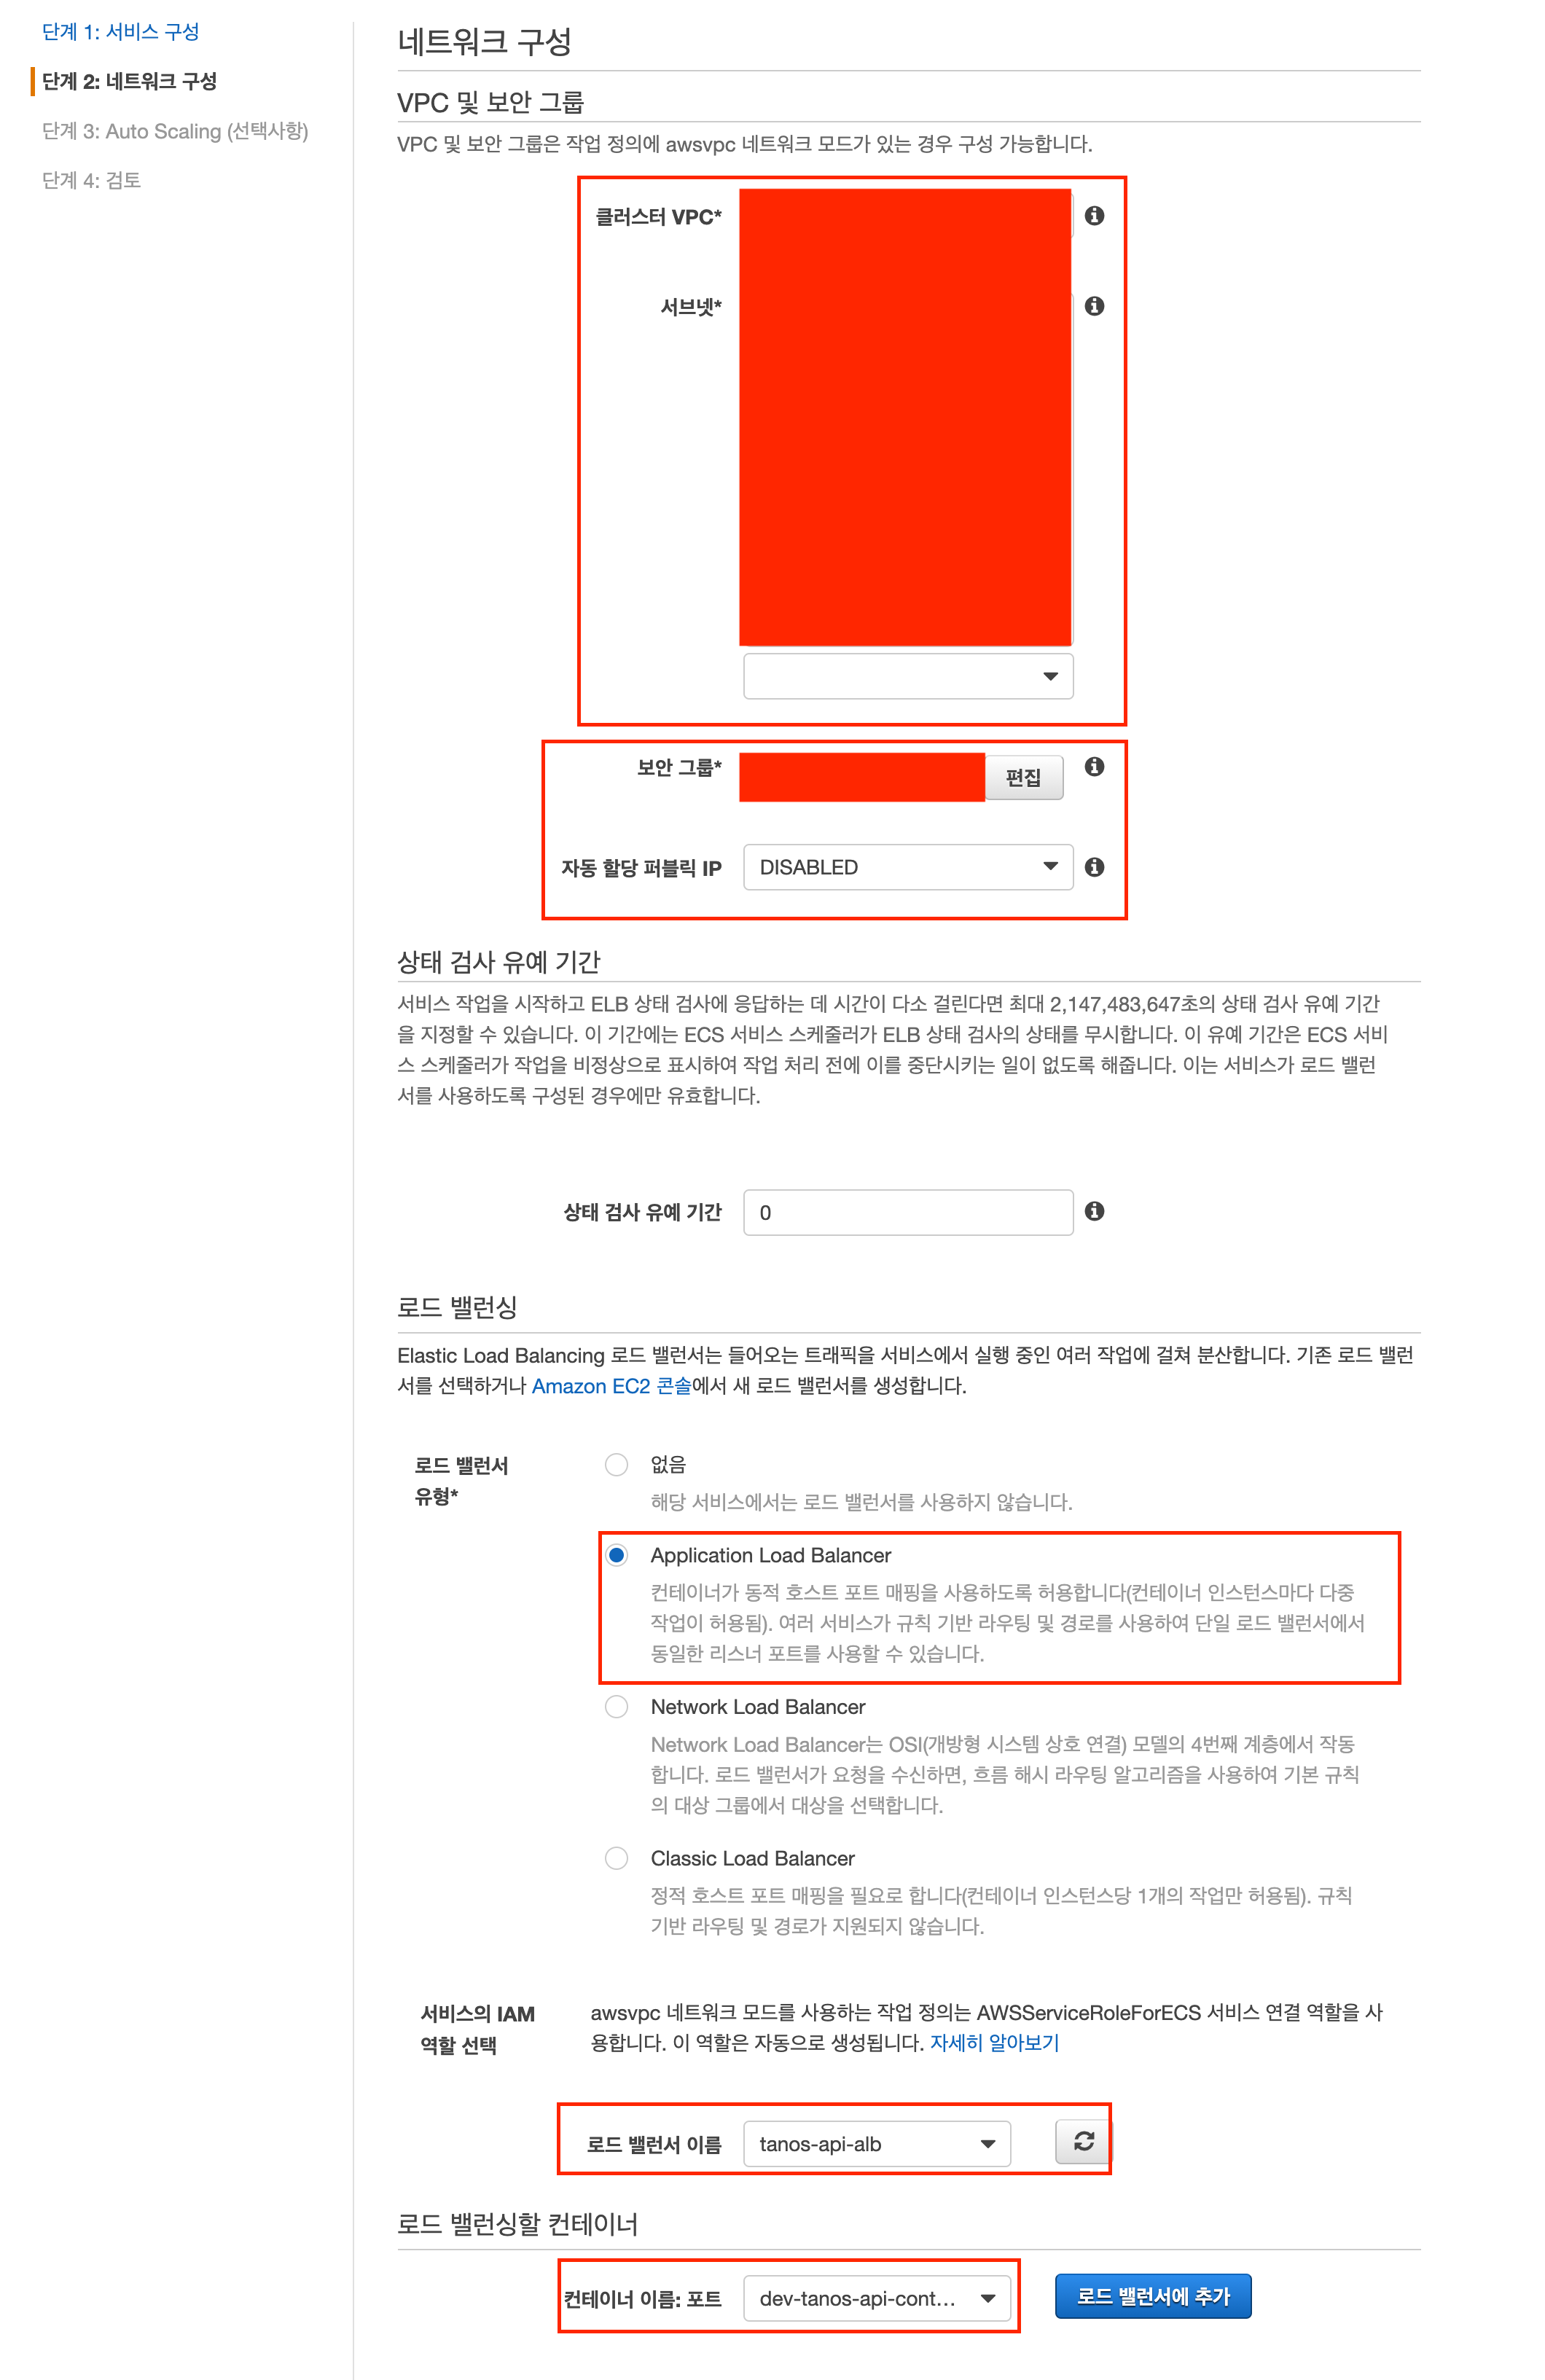 단계 1: 서비스 구성
단계 2: 네트워크 구성
단계 3: Auto Scaling (선택사항)
단계 4: 검토
네트워크 구성
VPC 및 보안 그룹
VPC 및 보안 그룹은 작업 정의에 awsvpc 네트워크 모드가 있는 경우 구성 가능합니다.
클러스터 VPC*
서브넷*
보안 그룹*
편집
자동 할당 퍼블릭 IP
DISABLED
상태 검사 유예 기간
서비스 작업을 시작하고 ELB 상태 검사에 응답하는 데 시간이 다소 걸린다면 최대 2,147,483,647초의 상태 검사 유예 기간
을 지정할 수 있습니다. 이 기간에는 ECS 서비스 스케줄러가 ELB 상태 검사의 상태를 무시합니다. 이 유예 기간은 ECS 서비
스 스케줄러가 작업을 비정상으로 표시하여 작업 처리 전에 이를 중단시키는 일이 없도록 해줍니다. 이는 서비스가 로드 밸런
서를 사용하도록 구성된 경우에만 유효합니다.
상태 검사 유예 기간
0
로드 밸런싱
Elastic Load Balancing 로드 밸런서는 들어오는 트래픽을 서비스에서 실행 중인 여러 작업에 걸쳐 분산합니다. 기존 로드 밸런
서를 선택하거나 Amazon EC2 콘솔에서 새 로드 밸런서를 생성합니다.
로드 밸런서
유형*
없음
해당 서비스에서는 로드 밸런서를 사용하지 않습니다.
Application Load Balancer
컨테이너가 동적 호스트 포트 매핑을 사용하도록 허용합니다(컨테이너 인스턴스마다 다중
작업이 허용됨). 여러 서비스가 규칙 기반 라우팅 및 경로를 사용하여 단일 로드 밸런서에서
동일한 리스너 포트를 사용할 수 있습니다.
Network Load Balancer
Network Load Balancer는 OSI(개방형 시스템 상호 연결) 모델의 4번째 계층에서 작동
합니다. 로드 밸런서가 요청을 수신하면, 흐름 해시 라우팅 알고리즘을 사용하여 기본 규칙
의 대상 그룹에서 대상을 선택합니다.
Classic Load Balancer
정적 호스트 포트 매핑을 필요로 합니다(컨테이너 인스턴스당 1개의 작업만 허용됨). 규칙
기반 라우팅 및 경로가 지원되지 않습니다.
서비스의 IAM
역할 선택
awsvpc 네트워크 모드를 사용하는 작업 정의는 AWSServiceRoleForECS 서비스 연결 역할을 사
용합니다. 이 역할은 자동으로 생성됩니다. 자세히 알아보기
로드 밸런서 이름
tanos-api-alb
로드 밸런싱할 컨테이너
컨테이너 이름: 포트
dev-tanos-api-cont...
로드 밸런서에 추가